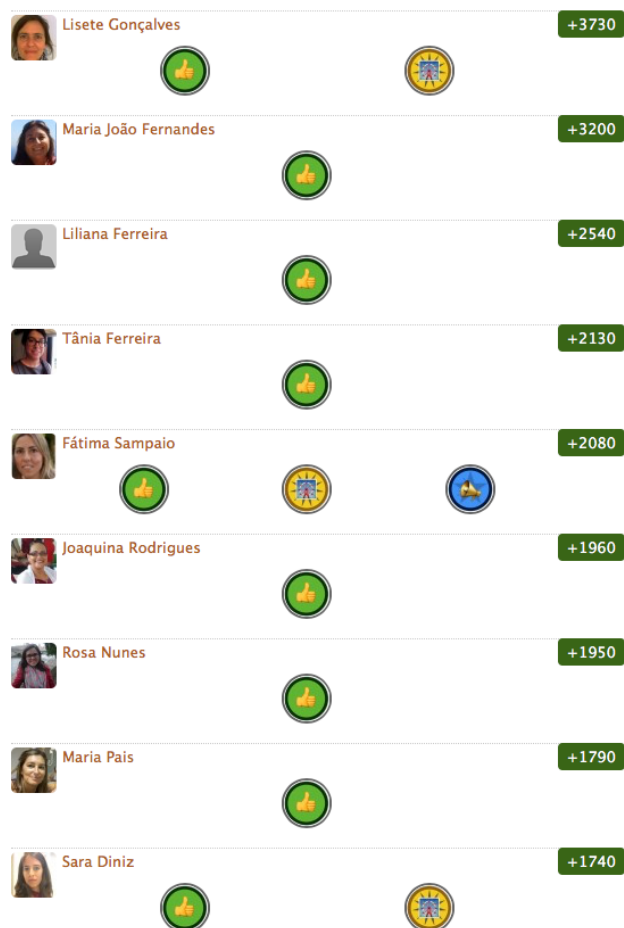 Lisete Gonçalves +3730
Maria João Fernandes +3200
Liliana Ferreira +2540
Tânia Ferreira +2130
Fátima Sampaio +2080
Joaquina Rodrigues +1960
Rosa Nunes +1950
Maria Pais +1790
Sara Diniz +1740